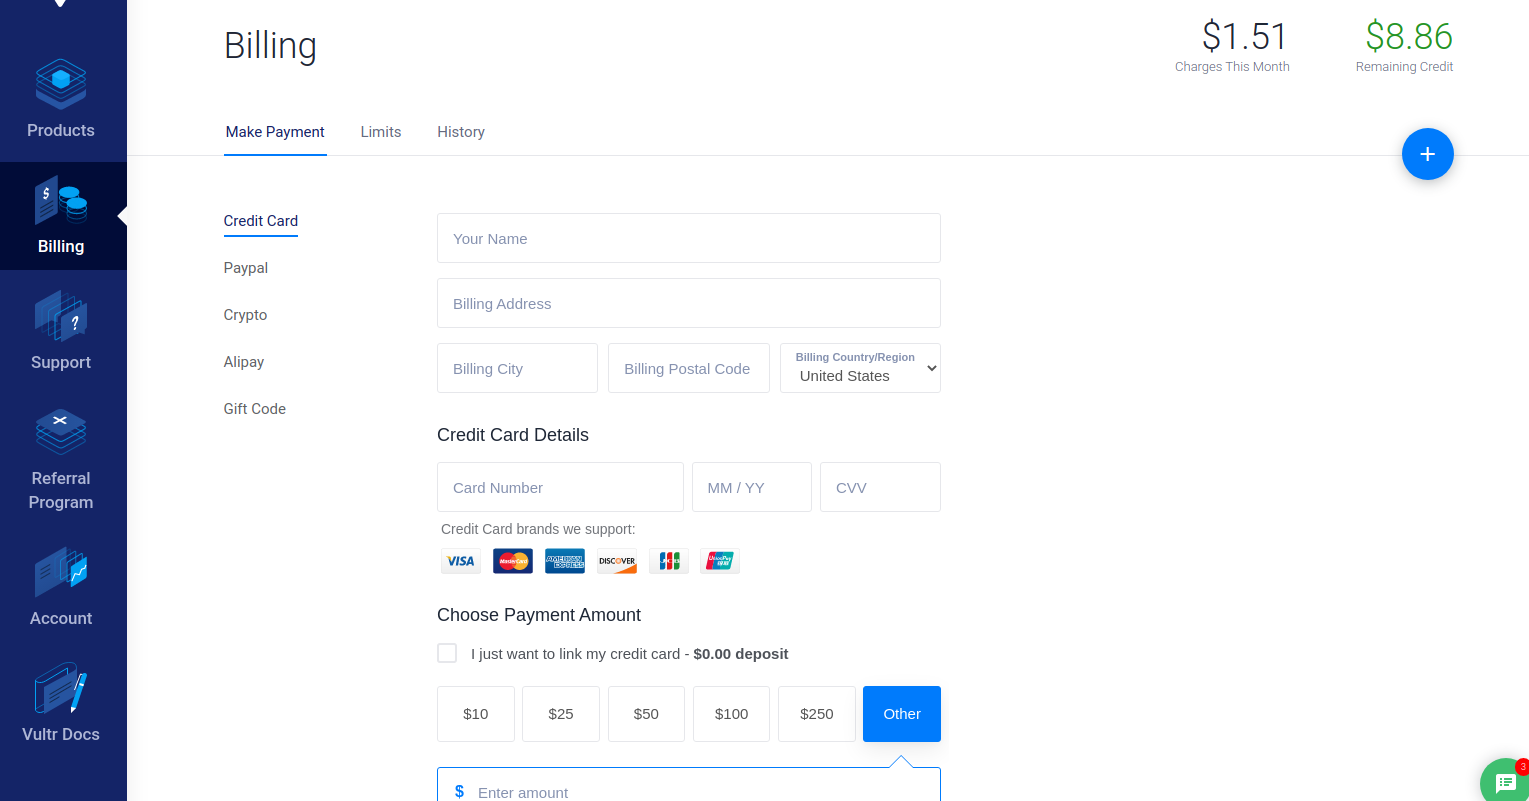 Billing
$1.51
Charges This Month
$8.86
Remaining Credit
Make Payment
Limits
History
+
Products
$
Billing
?
Support
Referral
Program
Account
Vultr Docs
Credit Card
Paypal
Crypto
Alipay
Gift Code
Your Name
Billing Address
Billing City
Billing Postal Code
Billing Country/Region
United States
Credit Card Details
Card Number
MM / YY
CVV
Credit Card brands we support:
VISA
MasterCard
AMERICAN
EXPRESS
DISCOVER
JCB
UnionPay
银联
Choose Payment Amount
I just want to link my credit card - $0.00 deposit
$10
$25
$50
$100
$250
Other
$ Enter amount
3